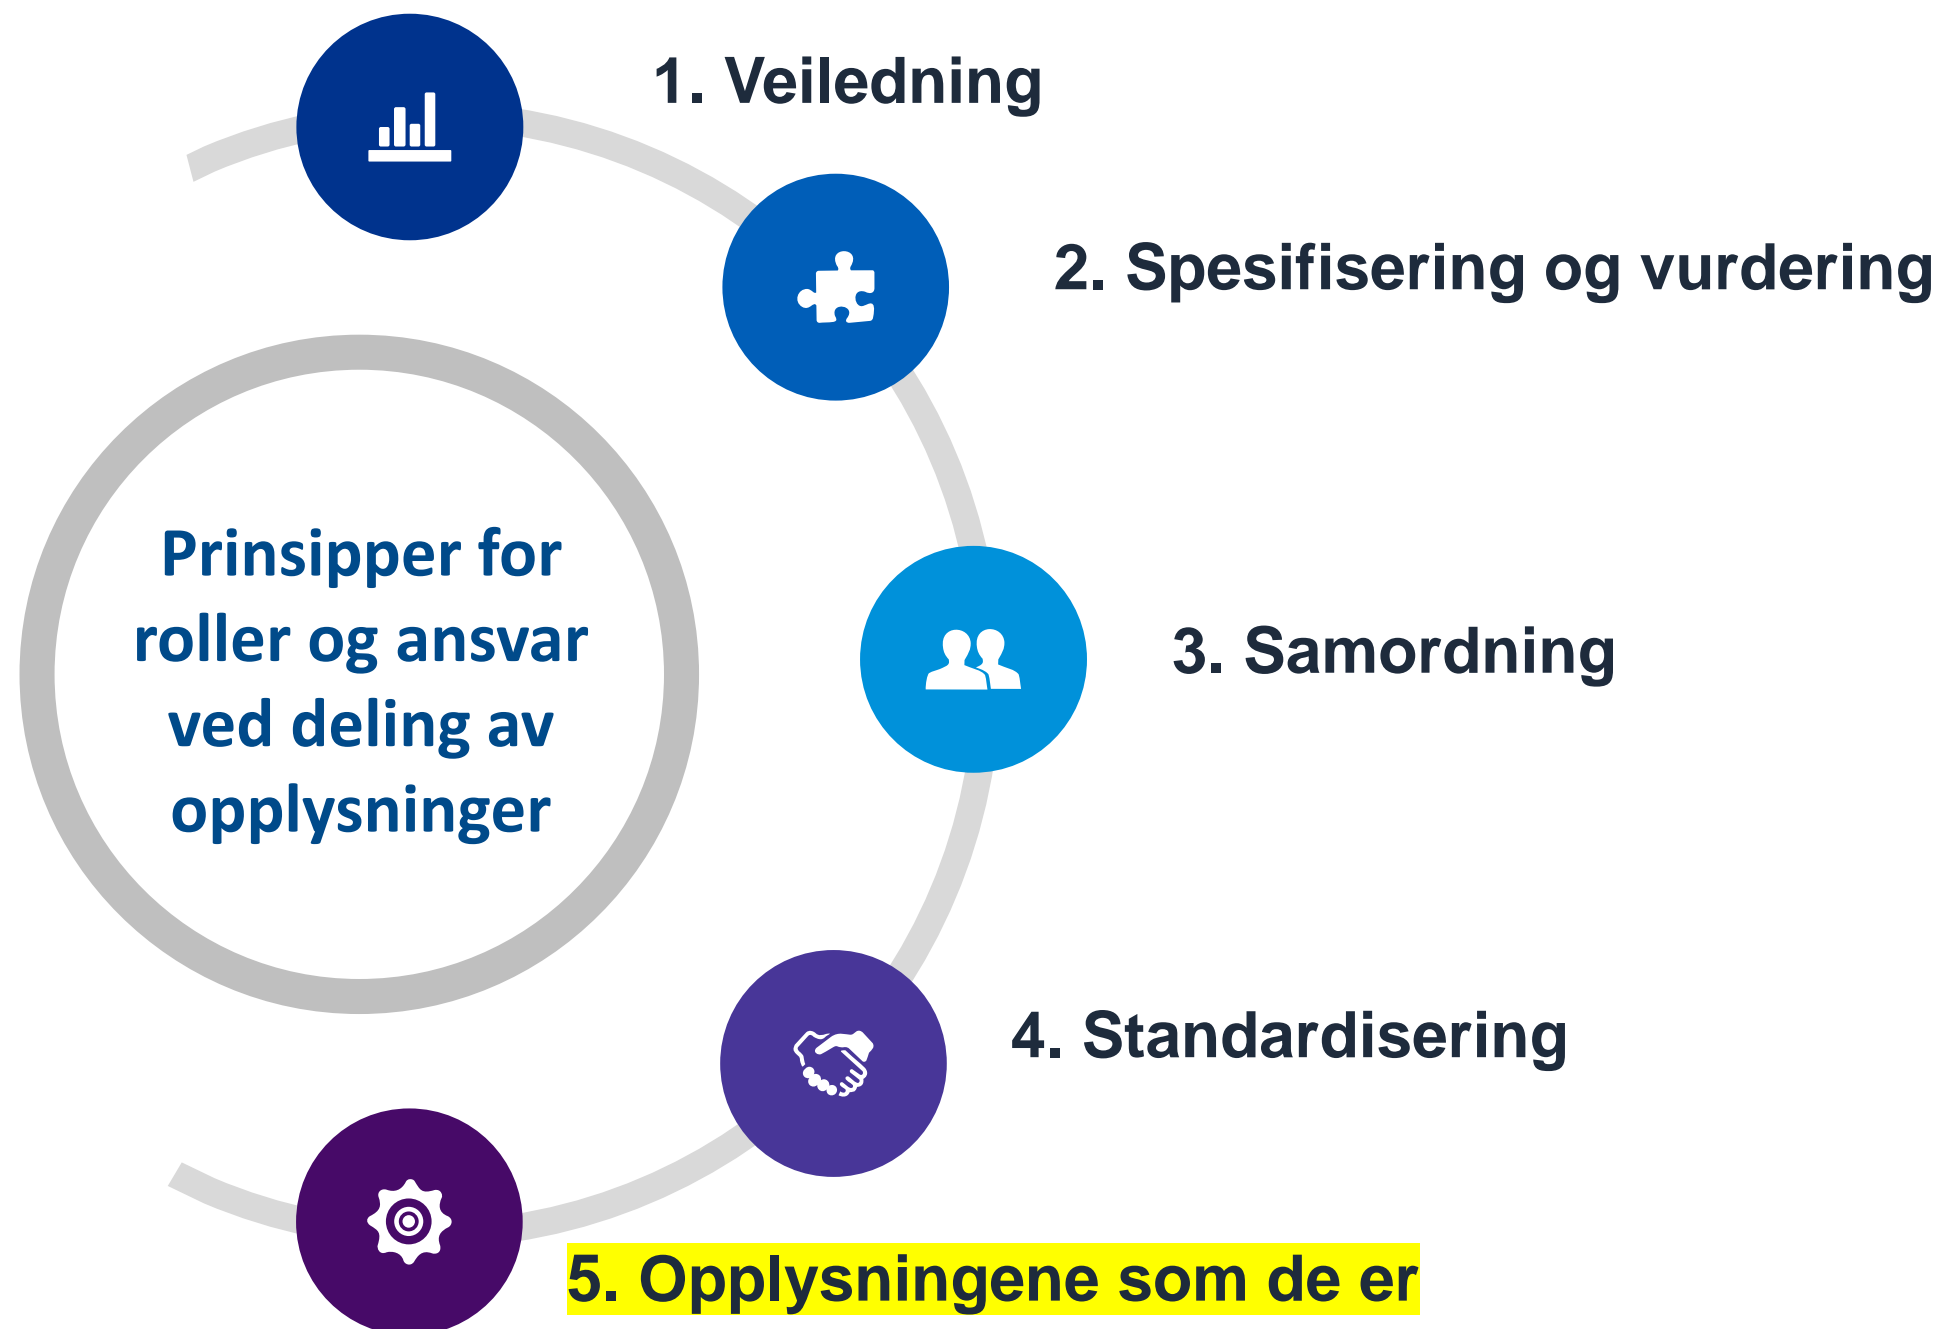 1. Veiledning
2. Spesifisering og vurdering
Prinsipper for
roller og ansvar
ved deling av
opplysninger
3. Samordning
4. Standardisering
5. Opplysningene som de er